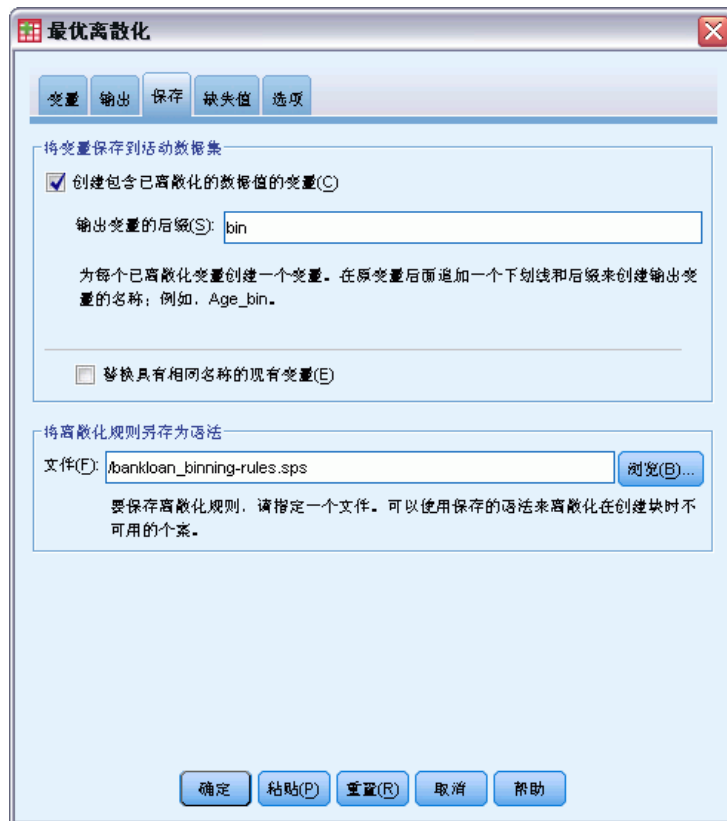 最优离散化
变量 输出 保存 缺失值 选项
将变量保存到活动数据集
创建包含已离散化的数据值的变量(C)
输出变量的后缀(S): bin
为每个已离散化变量创建一个变量。在原变量后面追加一个下划线和后缀来创建输出变
量的名称；例如，Age_bin。
替换具有相同名称的现有变量(E)
将离散化规则另存为语法
文件(F): /bankloan_binning-rules.sps 浏览(B)...
要保存离散化规则，请指定一个文件。可以使用保存的语法来离散化在创建块时不
可用的个案。
确定 粘贴(P) 重置(R) 取消 帮助